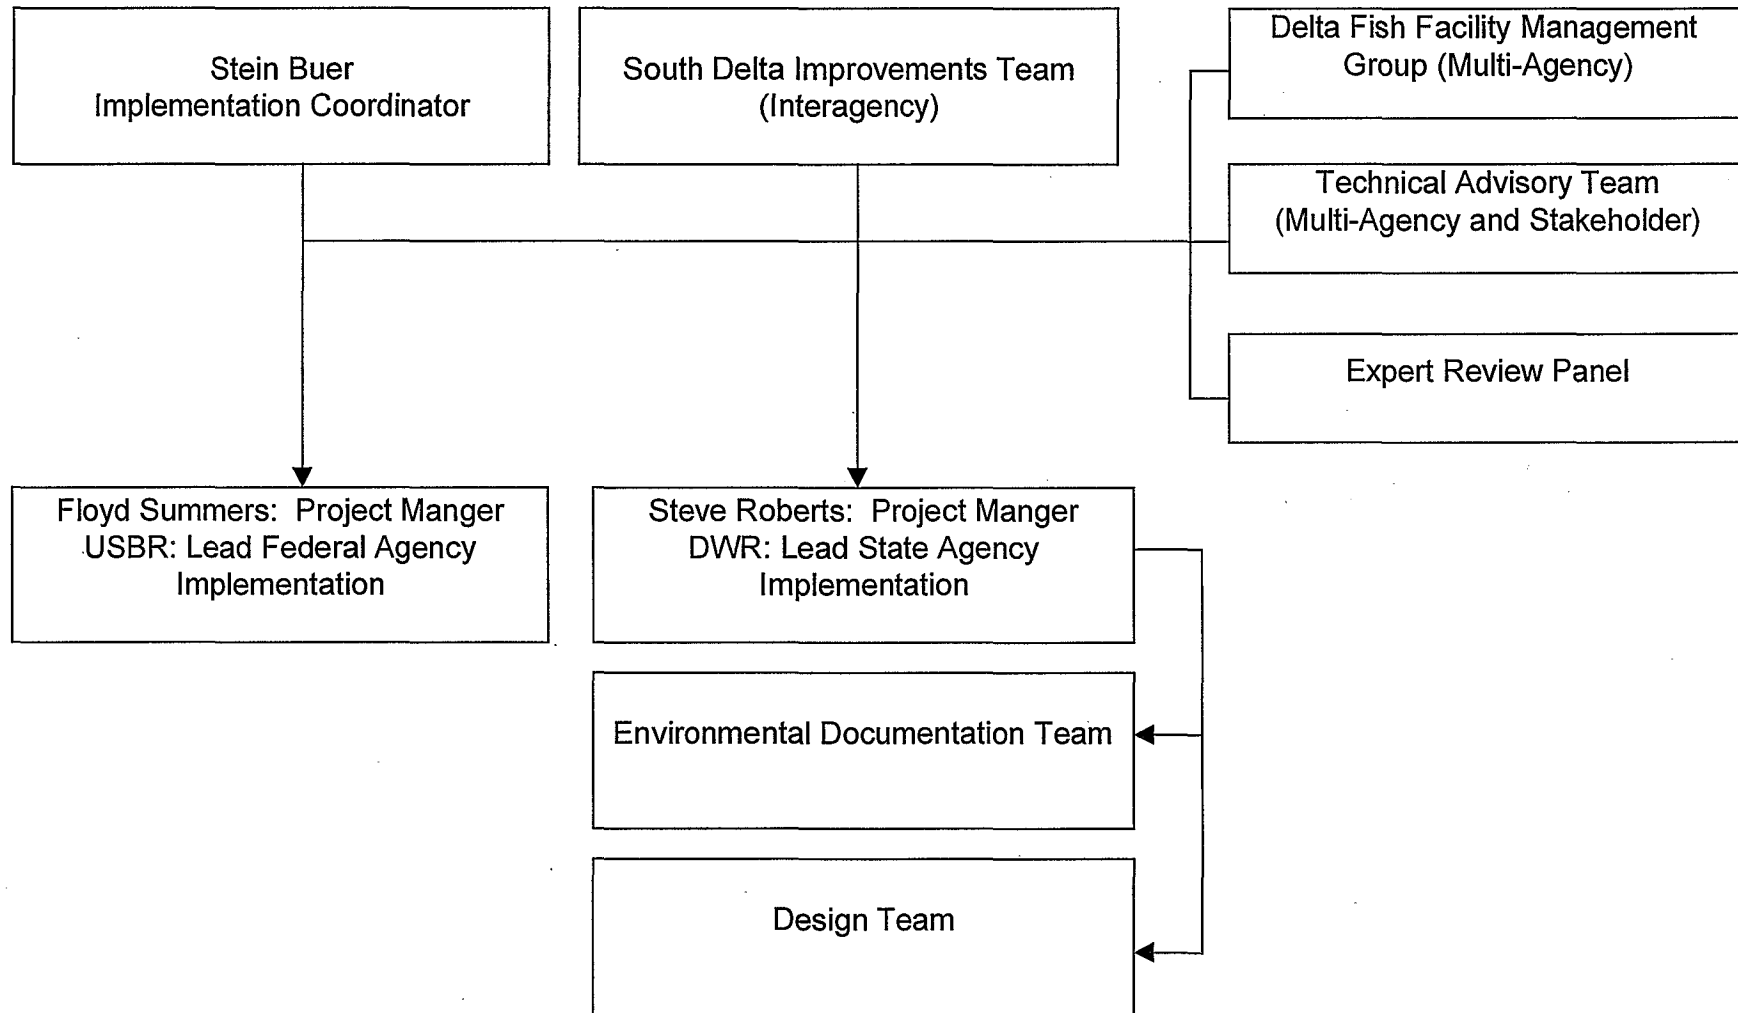 Stein Buer
Implementation Coordinator
South Delta Improvements Team
(Interagency)
Delta Fish Facility Management
Group (Multi-Agency)
Technical Advisory Team
(Multi-Agency and Stakeholder)
Expert Review Panel
Floyd Summers: Project Manger
USBR: Lead Federal Agency
Implementation
Steve Roberts: Project Manger
DWR: Lead State Agency
Implementation
Environmental Documentation Team
Design Team